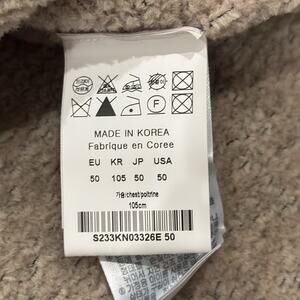 MADE IN KOREA
Fabrique en Coree
EU KR JP USA
50 105 50 50
가슴/chest/poitrine
105cm
S233KN03326E 50